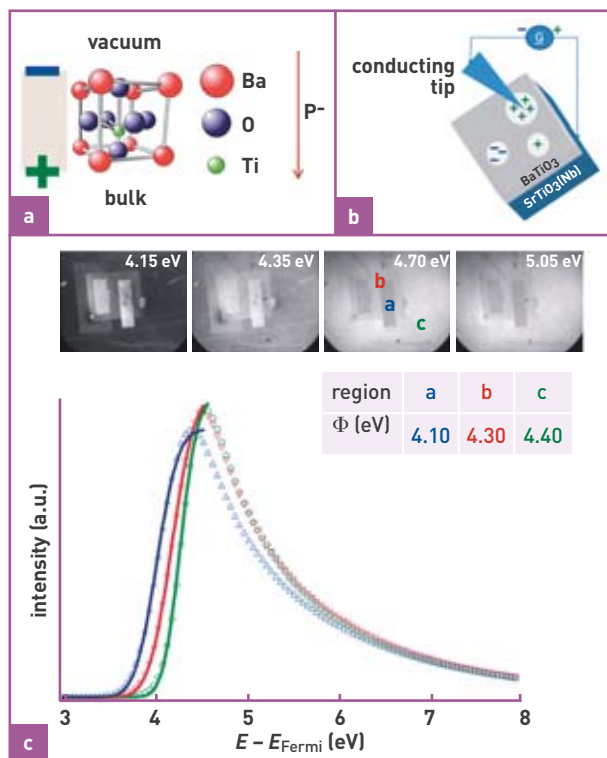 vacuum
Ba
O
Ti
P⁻
bulk
a
G
conducting
tip
BaTiO3
SrTiO3(Nb)
b
4.15 eV
4.35 eV
4.70 eV
5.05 eV
b
a
c
region a b c
Φ (eV) 4.10 4.30 4.40
intensity (a.u.)
3 4 5 6 7 8
E – EFermi (eV)
c